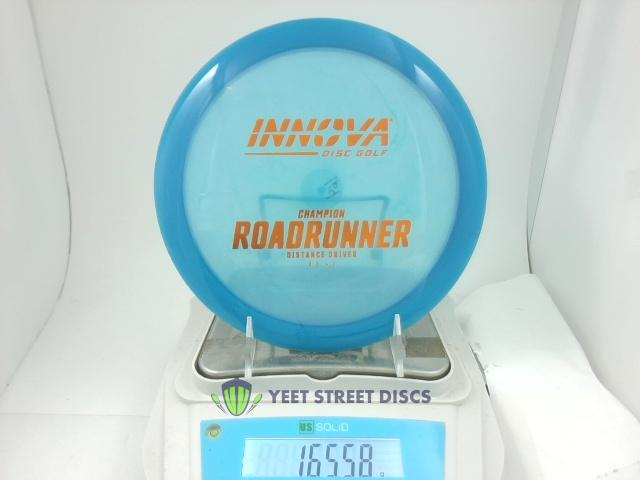 INNOVA
DISC GOLF
CHAMPION
ROADRUNNER
DISTANCE DRIVER
YEET STREET DISCS
US SOLID
165.58 g